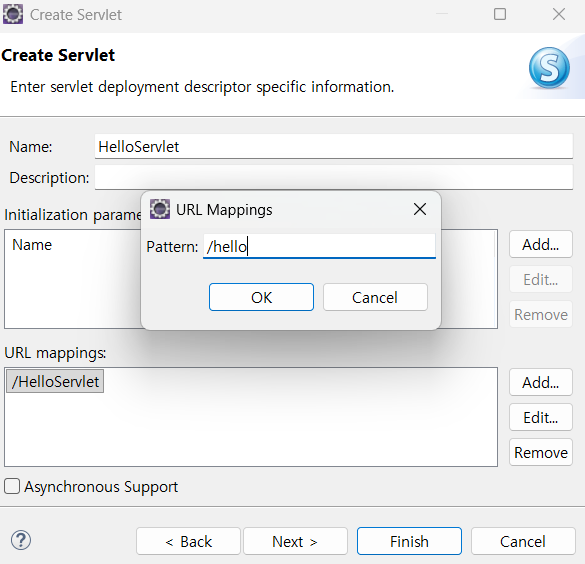 Create Servlet
Create Servlet
Enter servlet deployment descriptor specific information.
S
Name: HelloServlet
Description:
Initialization parame
Name
Add...
Edit...
Remove
URL Mappings
Pattern: /hello
OK Cancel
URL mappings:
/HelloServlet
Add...
Edit...
Remove
Asynchronous Support
? < Back Next > Finish Cancel